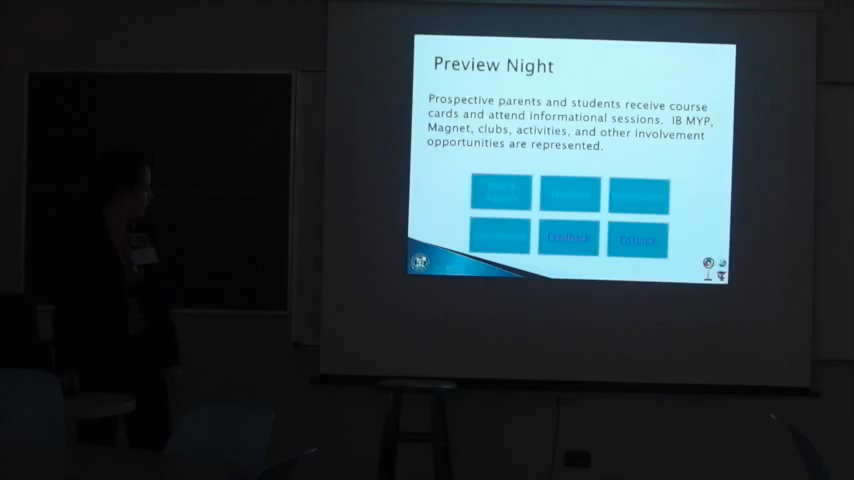 Preview Night
Prospective parents and students receive course
cards and attend informational sessions. IB MYP,
Magnet, clubs, activities, and other involvement
opportunities are represented.
Feedback
Pictures